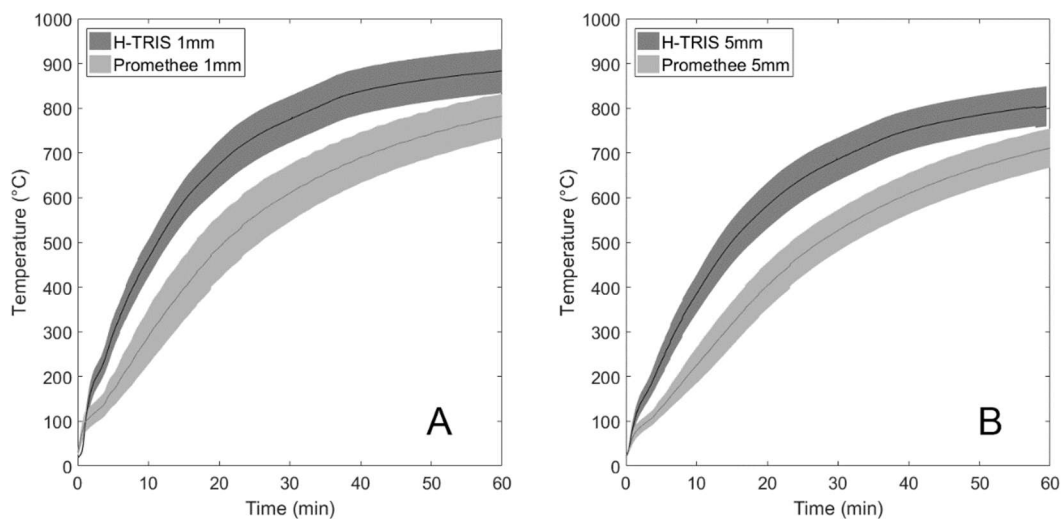 1000
900
800
700
600
500
400
300
200
100
0
Temperature (°C)
H-TRIS 1mm
Promethee 1mm
A
0 10 20 30 40 50 60
Time (min)
1000
900
800
700
600
500
400
300
200
100
0
Temperature (°C)
H-TRIS 5mm
Promethee 5mm
B
0 10 20 30 40 50 60
Time (min)